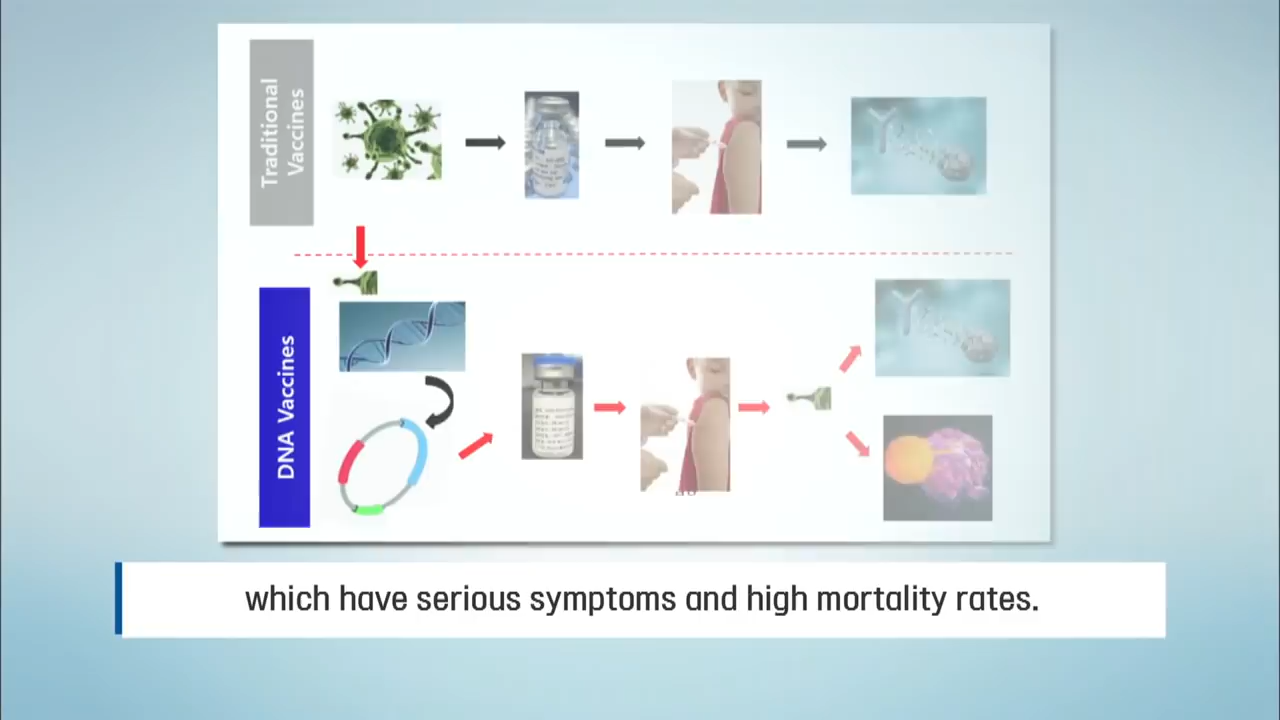 Traditional
Vaccines
DNA Vaccines
which have serious symptoms and high mortality rates.